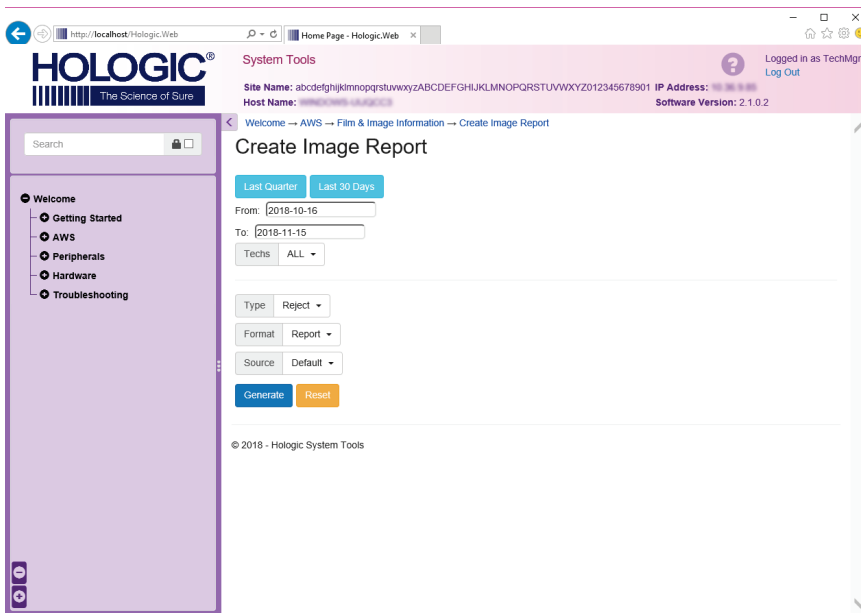 http://localhost/Hologic.Web
Home Page - Hologic.Web
HOLOGIC®
The Science of Sure
System Tools
Logged in as TechMgr
Log Out
Site Name: abcdefghijklmnopqrstuvwxyzABCDEFGHIJKLMNOPQRSTUVWXYZ012345678901 IP Address:
Host Name:
Software Version: 2.1.0.2
Welcome → AWS → Film & Image Information → Create Image Report
Search
Create Image Report
Last Quarter Last 30 Days
From: 2018-10-16
To: 2018-11-15
Techs ALL
Welcome
Getting Started
AWS
Peripherals
Hardware
Troubleshooting
Type Reject
Format Report
Source Default
Generate Reset
© 2018 - Hologic System Tools